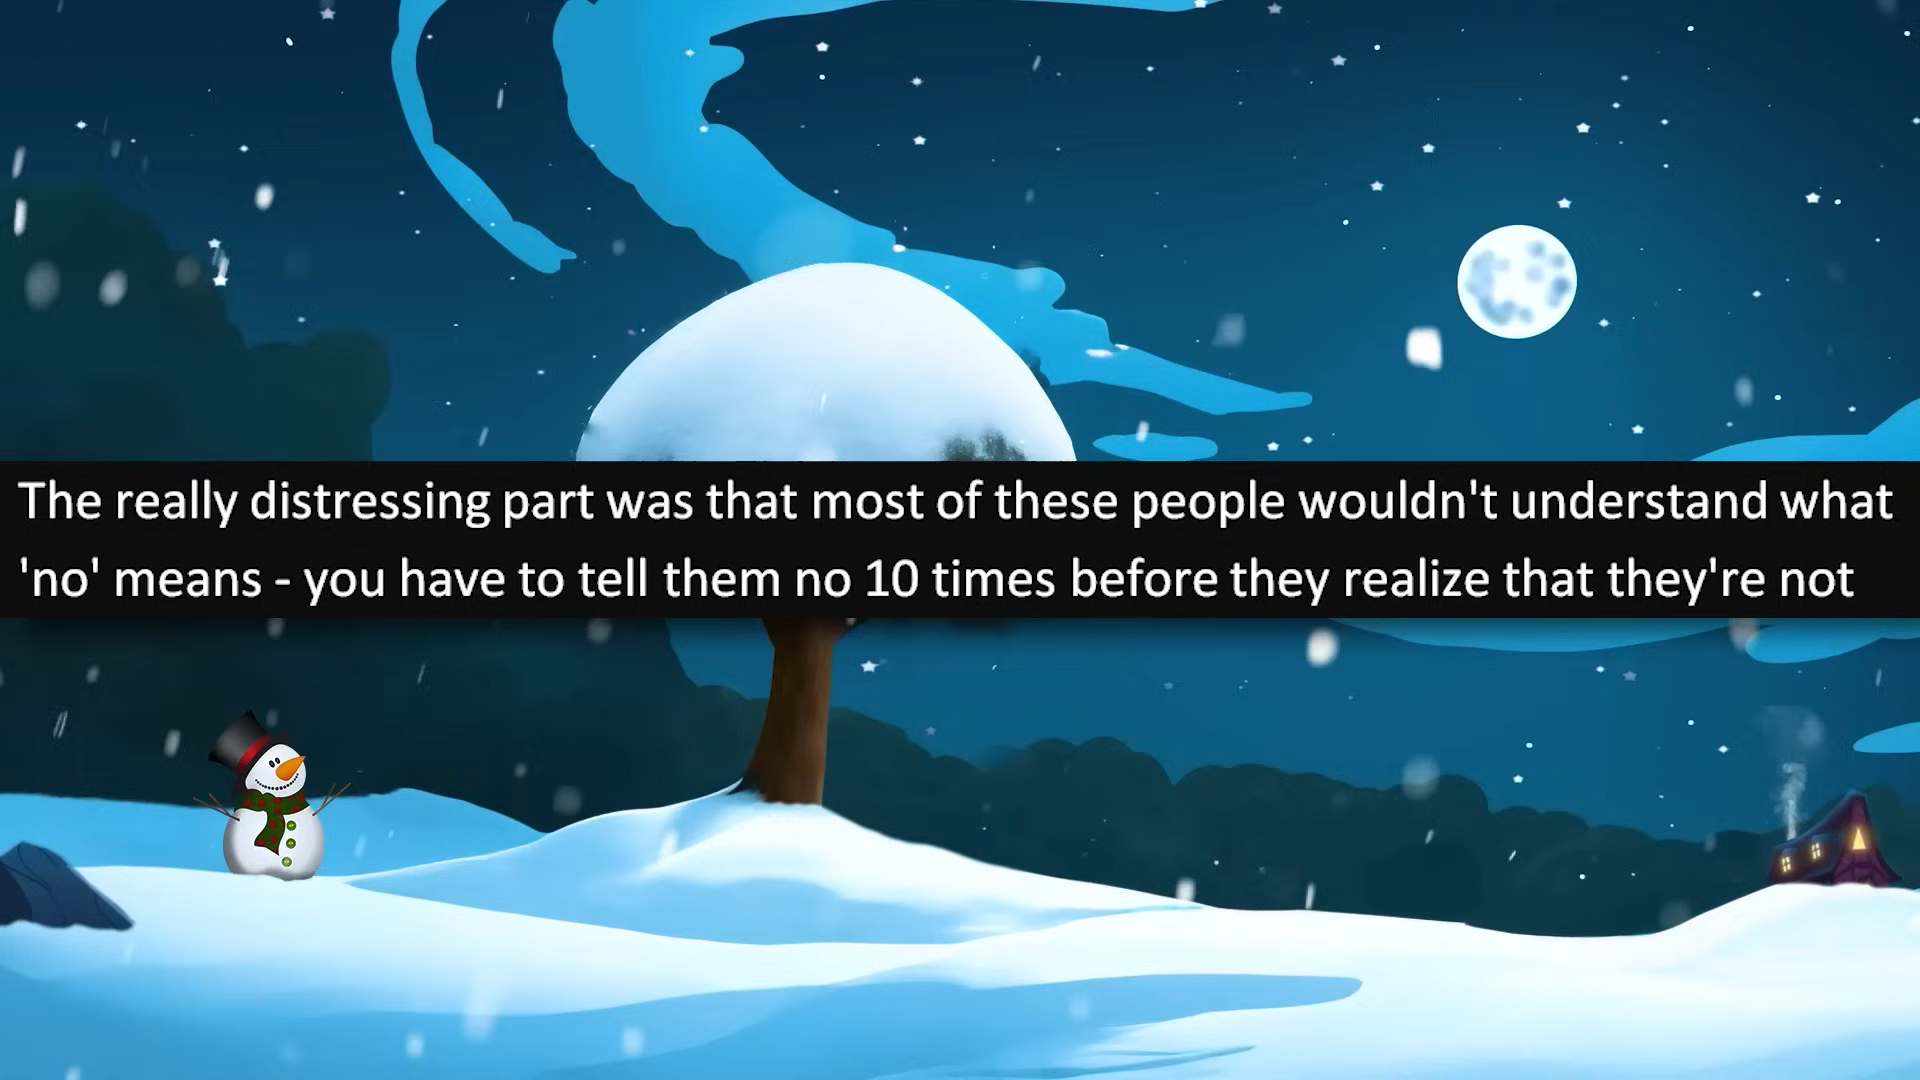 The really distressing part was that most of these people wouldn't understand what
'no' means - you have to tell them no 10 times before they realize that they're not